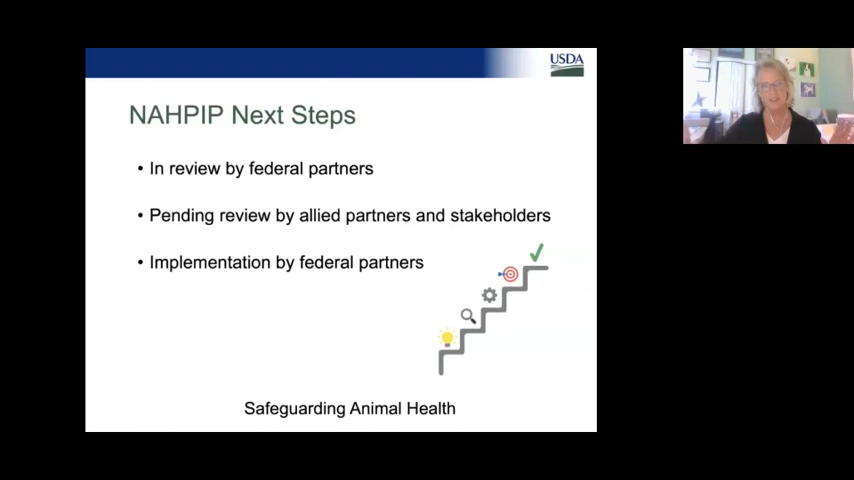 USDA
NAHPIP Next Steps
• In review by federal partners
• Pending review by allied partners and stakeholders
• Implementation by federal partners
Safeguarding Animal Health